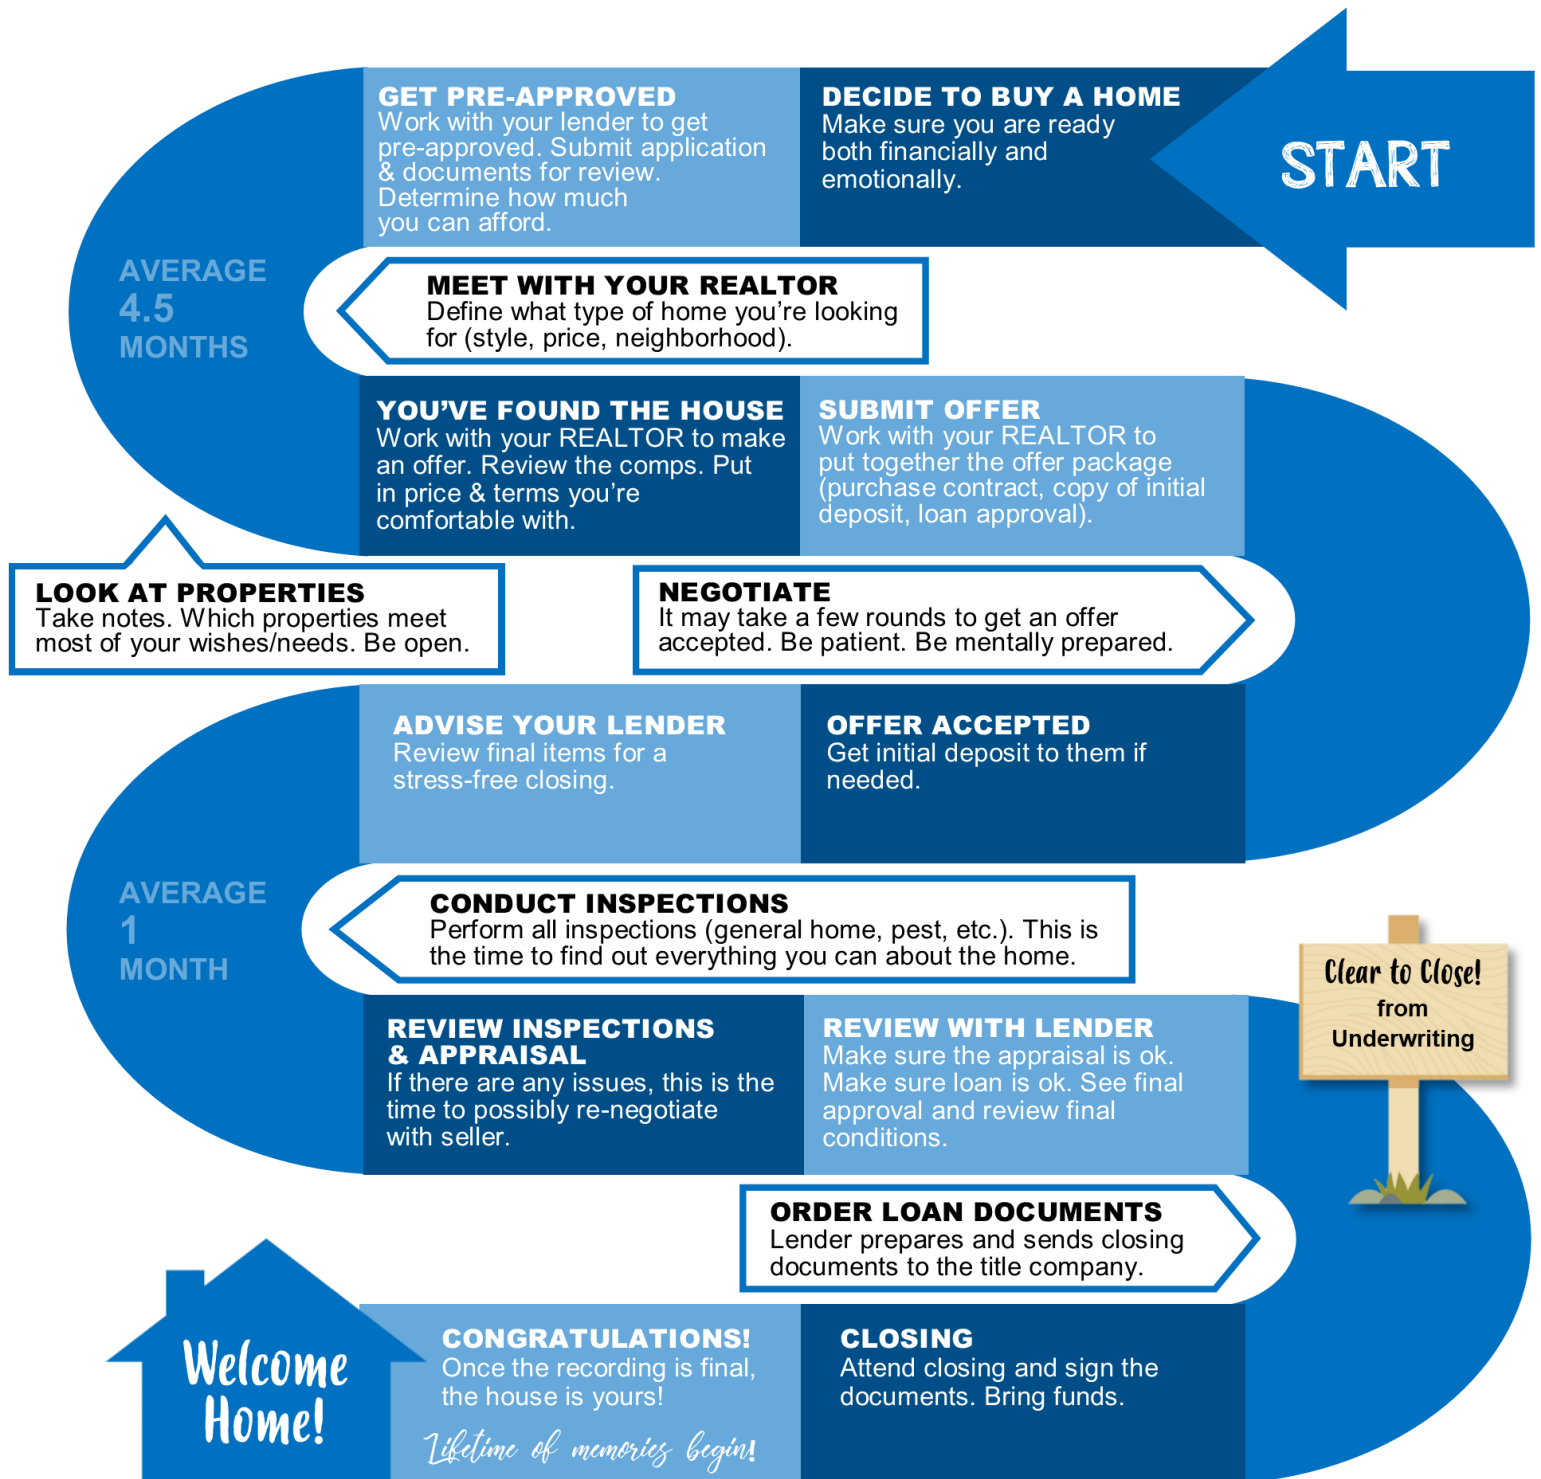 START
DECIDE TO BUY A HOME
Make sure you are ready
both financially and
emotionally.
GET PRE-APPROVED
Work with your lender to get
pre-approved. Submit application
& documents for review.
Determine how much
you can afford.
AVERAGE
4.5
MONTHS
MEET WITH YOUR REALTOR
Define what type of home you’re looking
for (style, price, neighborhood).
LOOK AT PROPERTIES
Take notes. Which properties meet
most of your wishes/needs. Be open.
YOU’VE FOUND THE HOUSE
Work with your REALTOR to make
an offer. Review the comps. Put
in price & terms you’re
comfortable with.
SUBMIT OFFER
Work with your REALTOR to
put together the offer package
(purchase contract, copy of initial
deposit, loan approval).
NEGOTIATE
It may take a few rounds to get an offer
accepted. Be patient. Be mentally prepared.
OFFER ACCEPTED
Get initial deposit to them if
needed.
ADVISE YOUR LENDER
Review final items for a
stress-free closing.
AVERAGE
1
MONTH
CONDUCT INSPECTIONS
Perform all inspections (general home, pest, etc.). This is
the time to find out everything you can about the home.
REVIEW INSPECTIONS
& APPRAISAL
If there are any issues, this is the
time to possibly re-negotiate
with seller.
REVIEW WITH LENDER
Make sure the appraisal is ok.
Make sure loan is ok. See final
approval and review final
conditions.
Clear to Close!
from
Underwriting
ORDER LOAN DOCUMENTS
Lender prepares and sends closing
documents to the title company.
CLOSING
Attend closing and sign the
documents. Bring funds.
CONGRATULATIONS!
Once the recording is final,
the house is yours!
Lifetime of memories begin!
Welcome
Home!